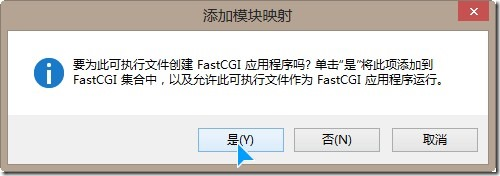 添加模块映射
要为此可执行文件创建 FastCGI 应用程序吗? 单击“是”将此项添加到
FastCGI 集合中，以及允许此可执行文件作为 FastCGI 应用程序运行。
是(Y)
否(N)
取消